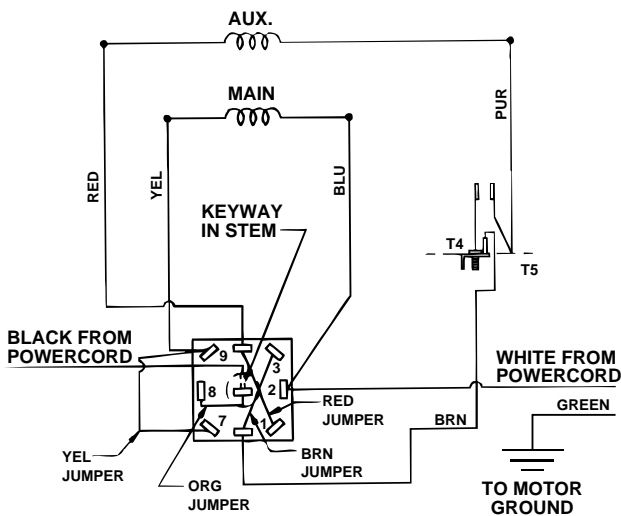 AUX.
MAIN
RED
YEL
BLU
PUR
KEYWAY
IN STEM
T4
T5
BLACK FROM
POWERCORD
9
3
8
2
7
1
WHITE FROM
POWERCORD
RED
JUMPER
BRN
GREEN
YEL
JUMPER
ORG
JUMPER
BRN
JUMPER
TO MOTOR
GROUND